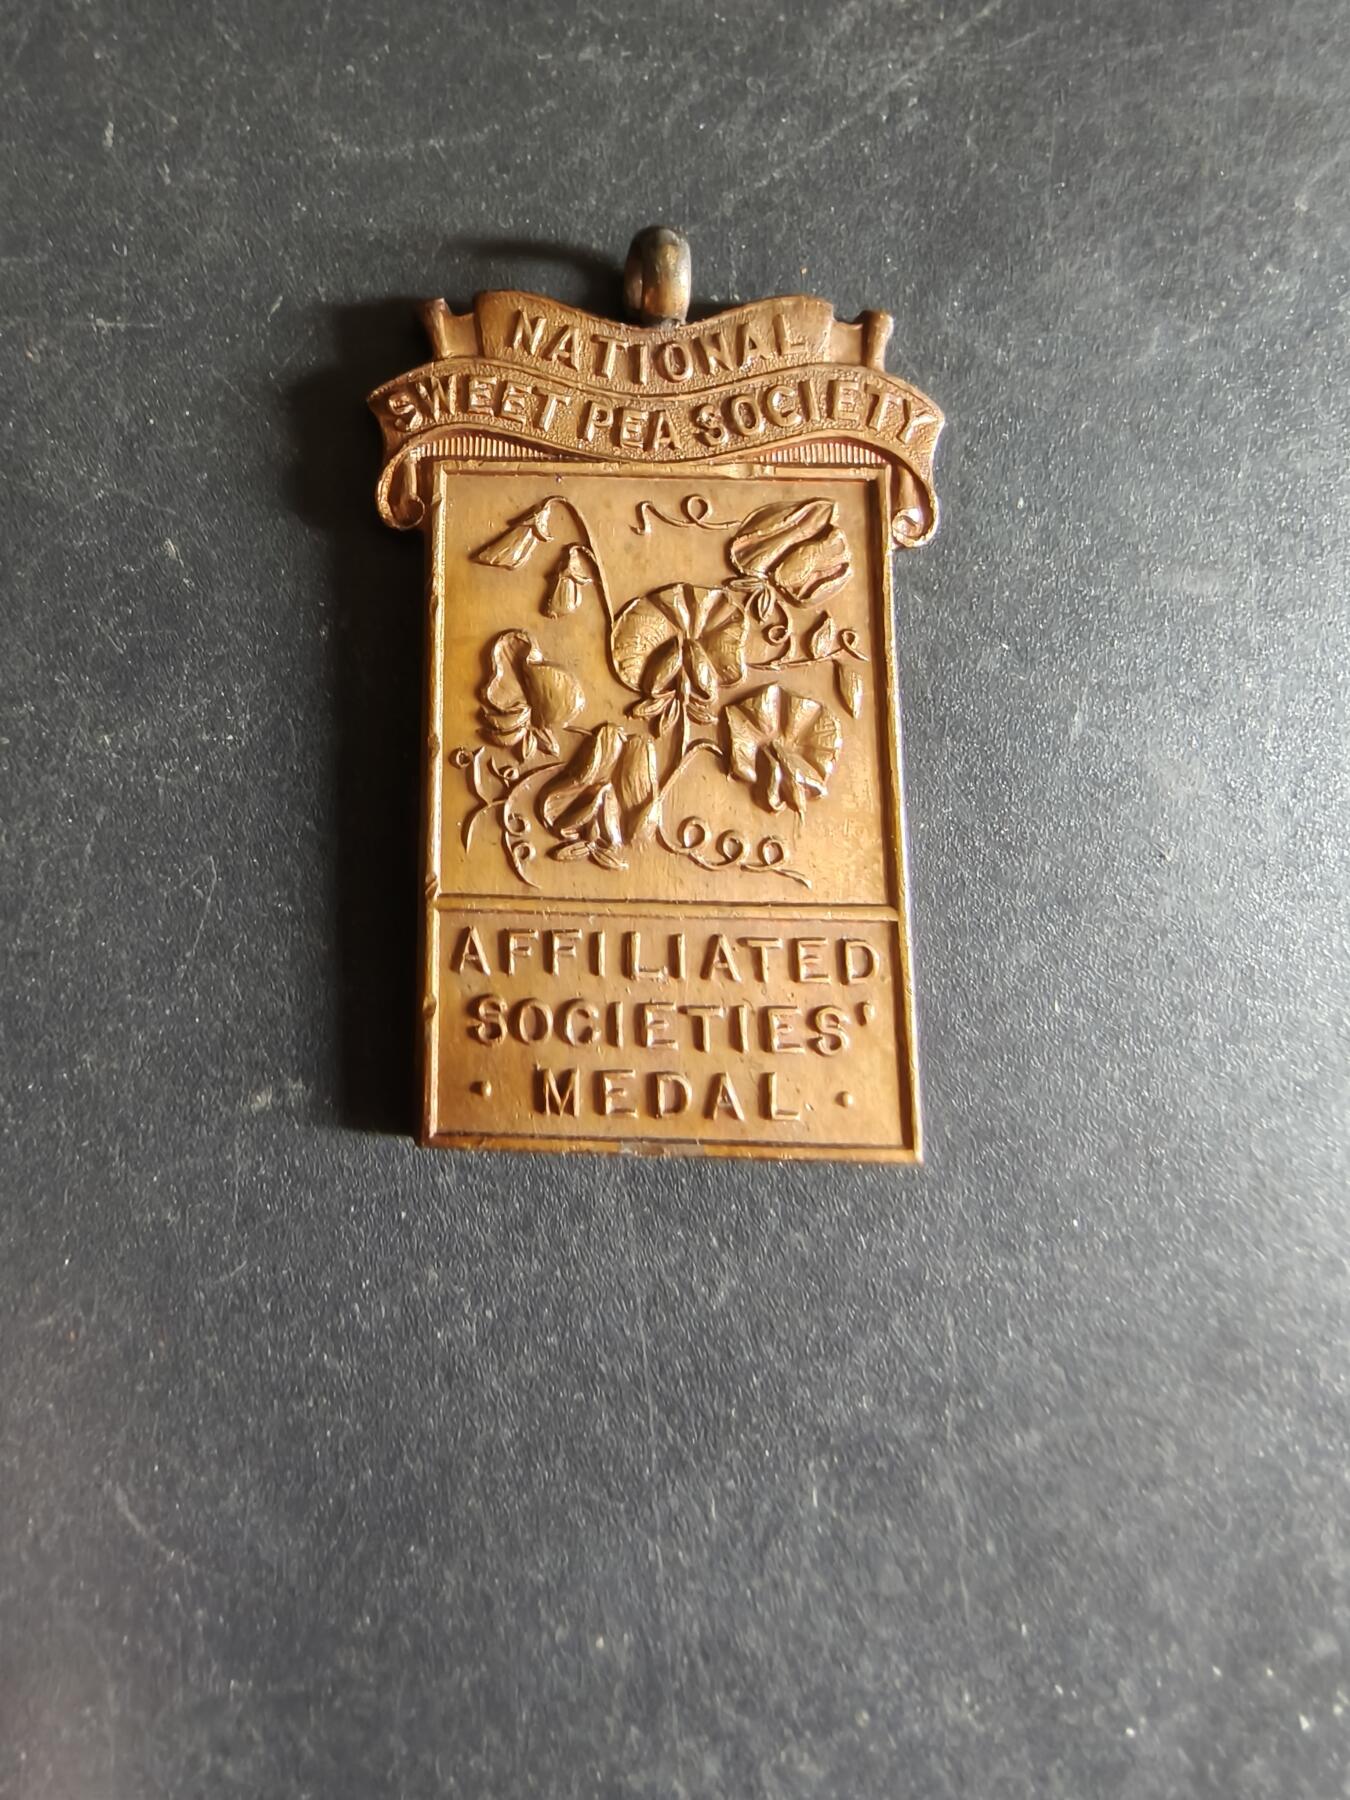 NATIONAL
SWEET PEA SOCIETY
AFFILIATED
SOCIETIES'
· MEDAL ·